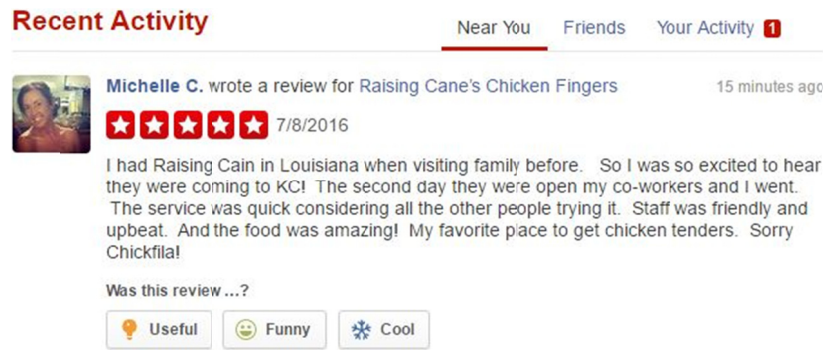 Recent Activity
Near You Friends Your Activity 1
Michelle C. wrote a review for Raising Cane's Chicken Fingers 15 minutes ago
7/8/2016
I had Raising Cain in Louisiana when visiting family before. So I was so excited to hear
they were coming to KC! The second day they were open my co-workers and I went.
The service was quick considering all the other people trying it. Staff was friendly and
upbeat. And the food was amazing! My favorite place to get chicken tenders. Sorry
Chickfila!
Was this review ...?
Useful Funny Cool